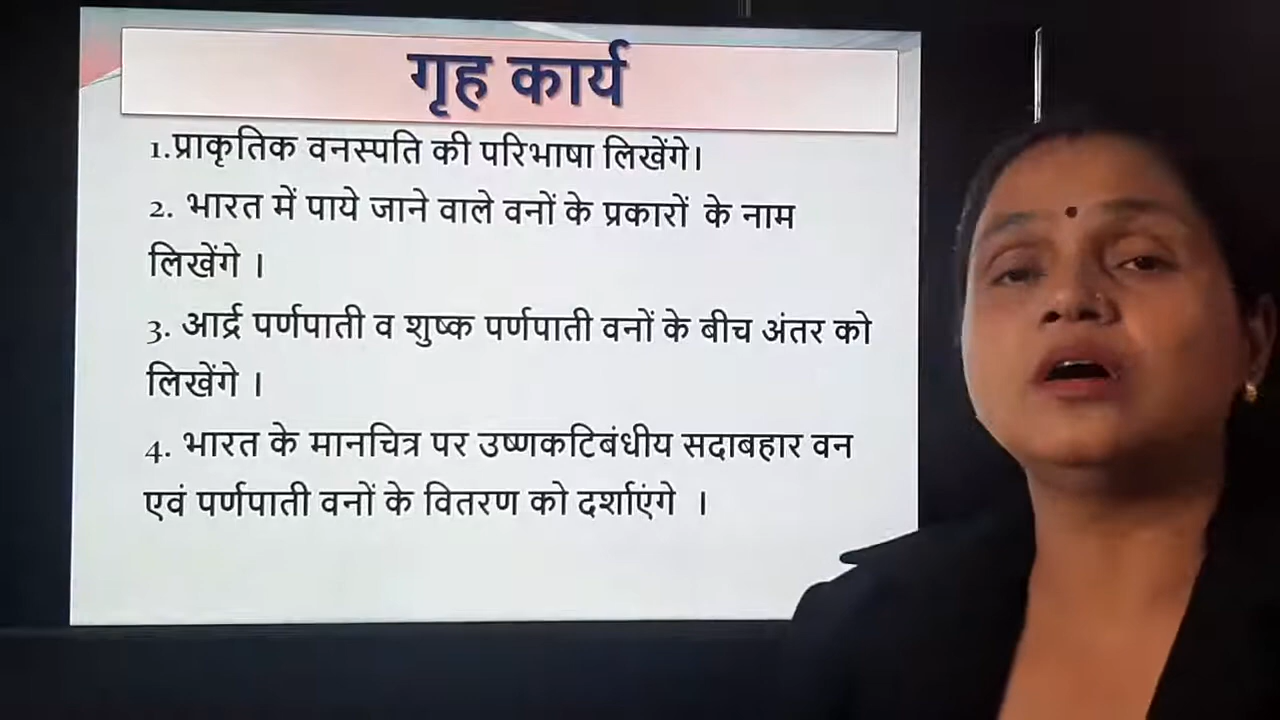 गृह कार्य
1.प्राकृतिक वनस्पति की परिभाषा लिखेंगे।
2. भारत में पाये जाने वाले वनों के प्रकारों के नाम
लिखेंगे ।
3. आर्द्र पर्णपाती व शुष्क पर्णपाती वनों के बीच अंतर को
लिखेंगे ।
4. भारत के मानचित्र पर उष्णकटिबंधीय सदाबहार वन
एवं पर्णपाती वनों के वितरण को दर्शाएंगे ।